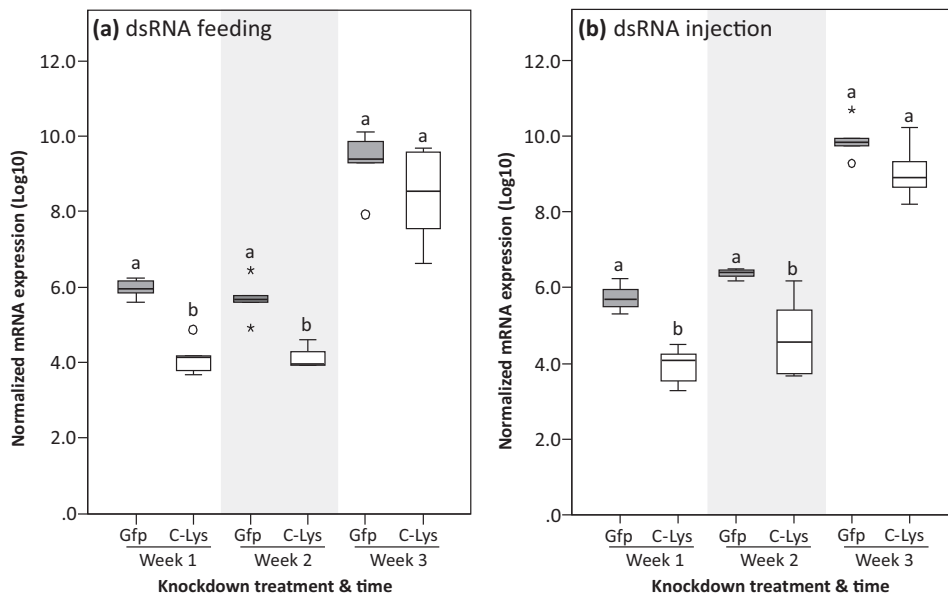 (a) dsRNA feeding
Normalized mRNA expression (Log10)
12.0
10.0
8.0
6.0
4.0
2.0
.0
a
b
a
b
a
a
*
*
Gfp C-Lys Gfp C-Lys Gfp C-Lys
Week 1 Week 2 Week 3
Knockdown treatment & time
(b) dsRNA injection
Normalized mRNA expression (Log10)
12.0
10.0
8.0
6.0
4.0
2.0
.0
a
b
a
b
a
a
*
Gfp C-Lys Gfp C-Lys Gfp C-Lys
Week 1 Week 2 Week 3
Knockdown treatment & time